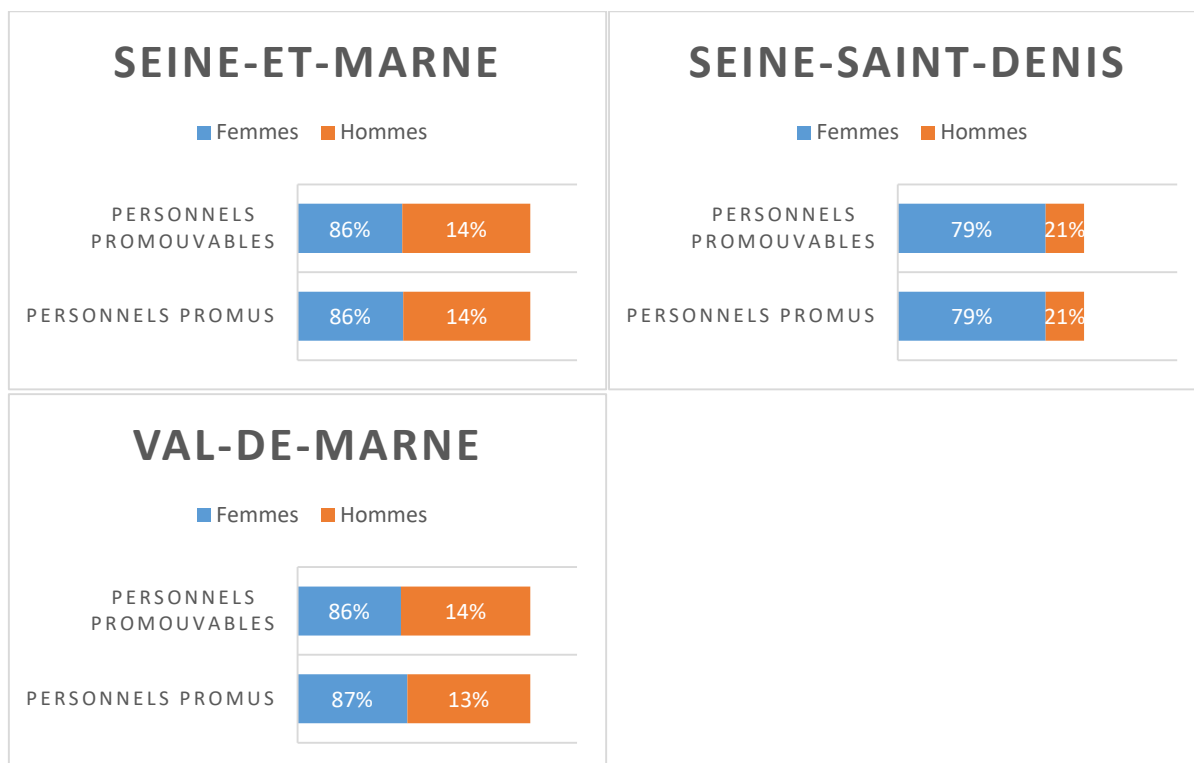 SEINE-ET-MARNE
Femmes Hommes
PERSONNELS
PROMOUVABLES
86% 14%
PERSONNELS PROMUS
86% 14%
SEINE-SAINT-DENIS
Femmes Hommes
PERSONNELS
PROMOUVABLES
79% 21%
PERSONNELS PROMUS
79% 21%
VAL-DE-MARNE
Femmes Hommes
PERSONNELS
PROMOUVABLES
86% 14%
PERSONNELS PROMUS
87% 13%